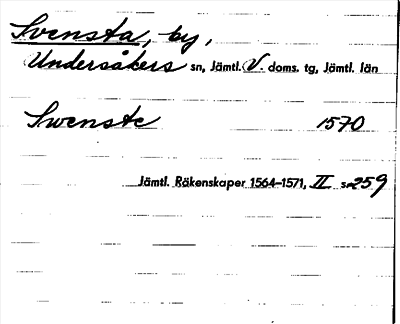 Svensta, by,
Undersåkers sn, Jämtl. V. doms. tg, Jämtl. län
Swenste 1570
Jämtl. Räkenskaper 1564–1571, II s. 259